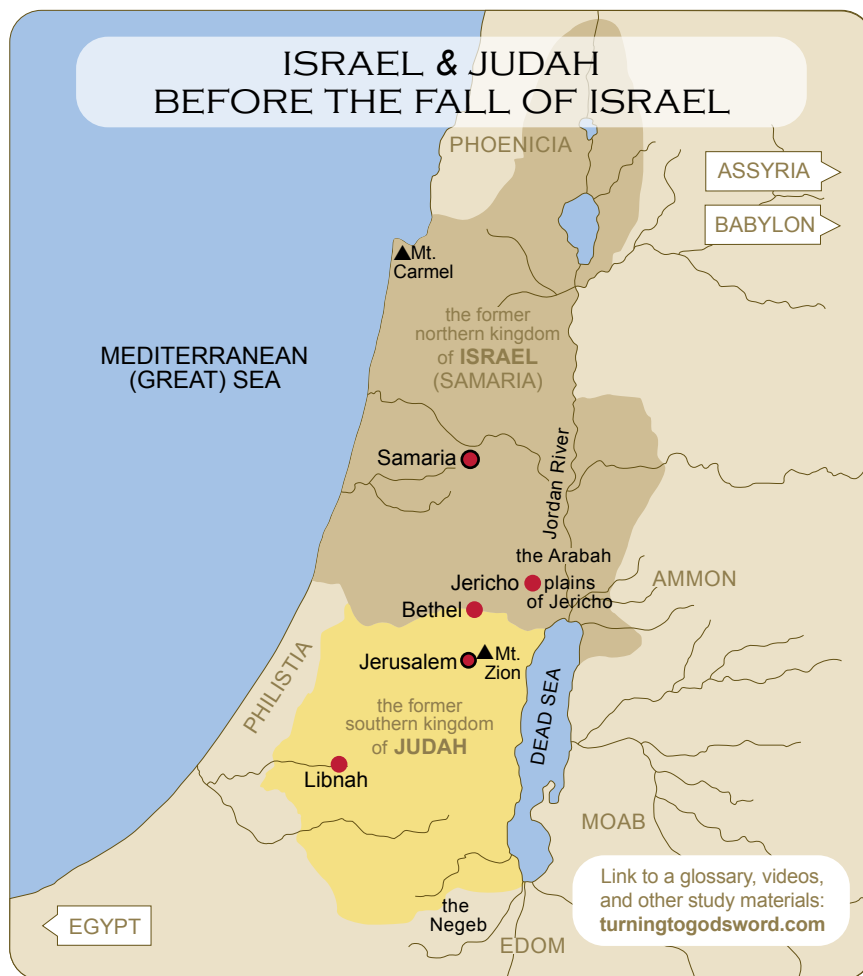 ISRAEL & JUDAH
BEFORE THE FALL OF ISRAEL
PHOENICIA
ASSYRIA
BABYLON
Mt.
Carmel
the former
northern kingdom
of ISRAEL
(SAMARIA)
MEDITERRANEAN
(GREAT) SEA
Samaria
Jordan River
the Arabah
Jericho
plains
of Jericho
AMMON
Bethel
Jerusalem
Mt.
Zion
PHILISTIA
the former
southern kingdom
of JUDAH
DEAD SEA
Libnah
MOAB
the
Negeb
EDOM
EGYPT
Link to a glossary, videos,
and other study materials:
turningtogodsword.com